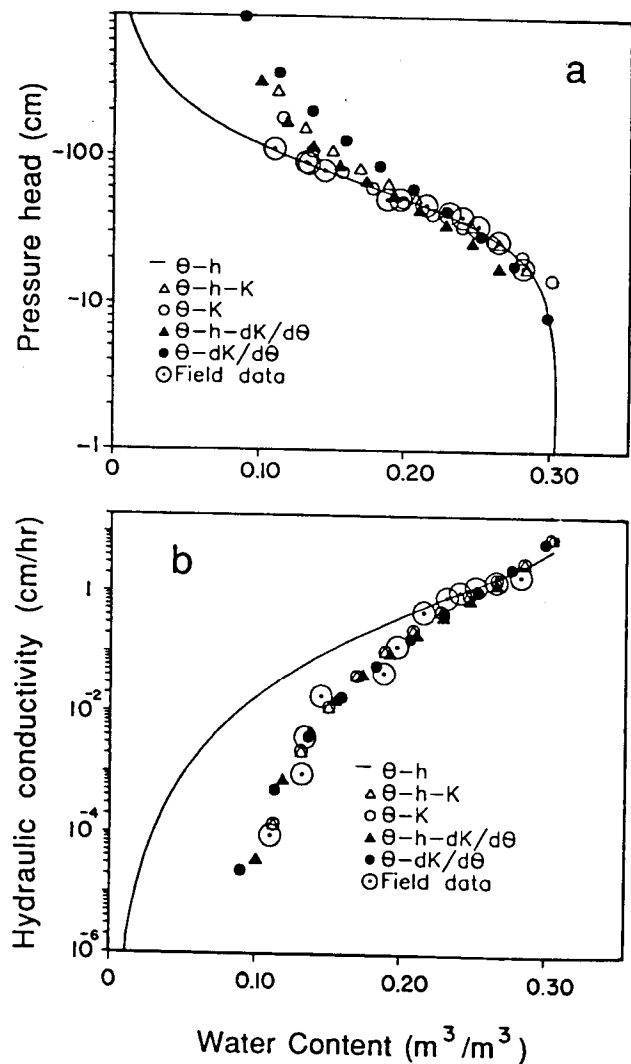 a
Pressure head (cm)
-100
-10
-1
θ-h
θ-h-K
θ-K
θ-h-dK/dθ
θ-dK/dθ
Field data
0
0.10
0.20
0.30
b
Hydraulic conductivity (cm/hr)
1
10⁻²
10⁻⁴
10⁻⁶
θ-h
θ-h-K
θ-K
θ-h-dK/dθ
θ-dK/dθ
Field data
0
0.10
0.20
0.30
Water Content (m³/m³)